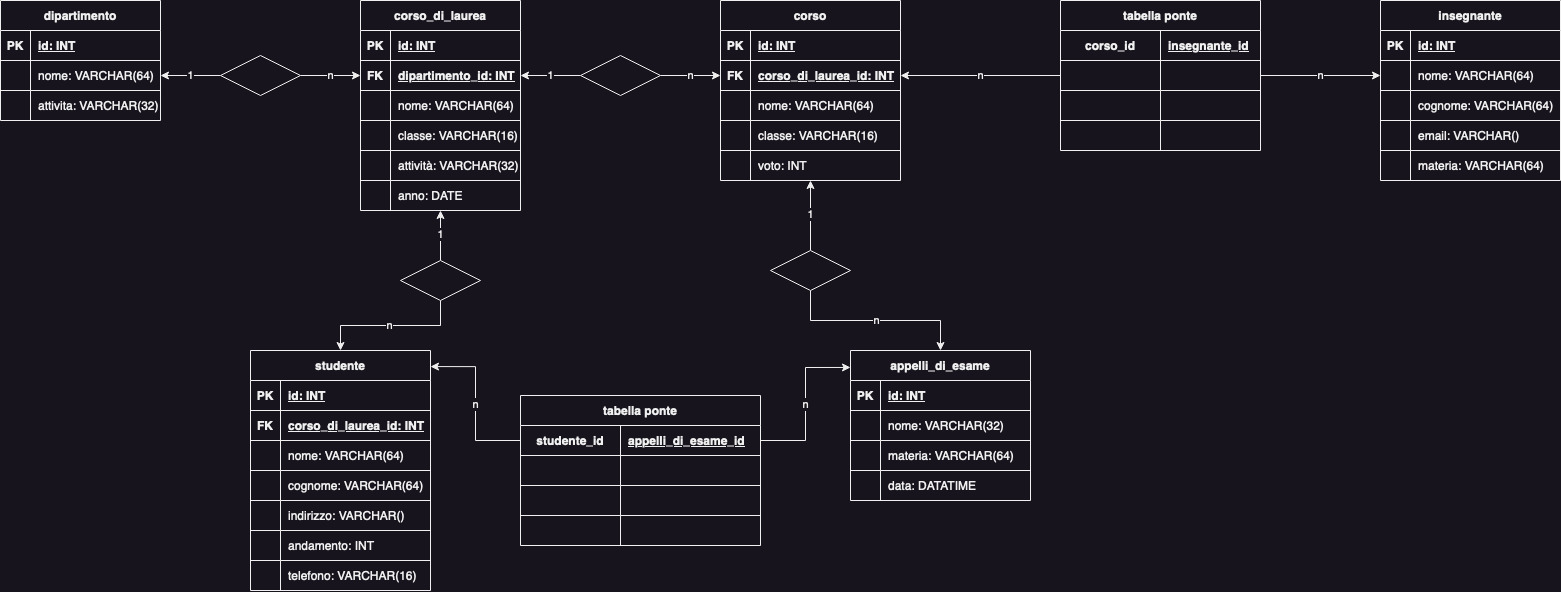 dipartimento
PK id: INT
nome: VARCHAR(64)
attivita: VARCHAR(32)
1
n
corso_di_laurea
PK id: INT
FK dipartimento_id: INT
nome: VARCHAR(64)
classe: VARCHAR(16)
attività: VARCHAR(32)
anno: DATE
1
n
corso
PK id: INT
FK corso_di_laurea_id: INT
nome: VARCHAR(64)
classe: VARCHAR(16)
voto: INT
n
tabella ponte
corso_id insegnante_id
n
insegnante
PK id: INT
nome: VARCHAR(64)
cognome: VARCHAR(64)
email: VARCHAR()
materia: VARCHAR(64)
1
n
1
n
studente
PK id: INT
FK corso_di_laurea_id: INT
nome: VARCHAR(64)
cognome: VARCHAR(64)
indirizzo: VARCHAR()
andamento: INT
telefono: VARCHAR(16)
n
tabella ponte
studente_id appelli_di_esame_id
n
appelli_di_esame
PK id: INT
nome: VARCHAR(32)
materia: VARCHAR(64)
data: DATATIME